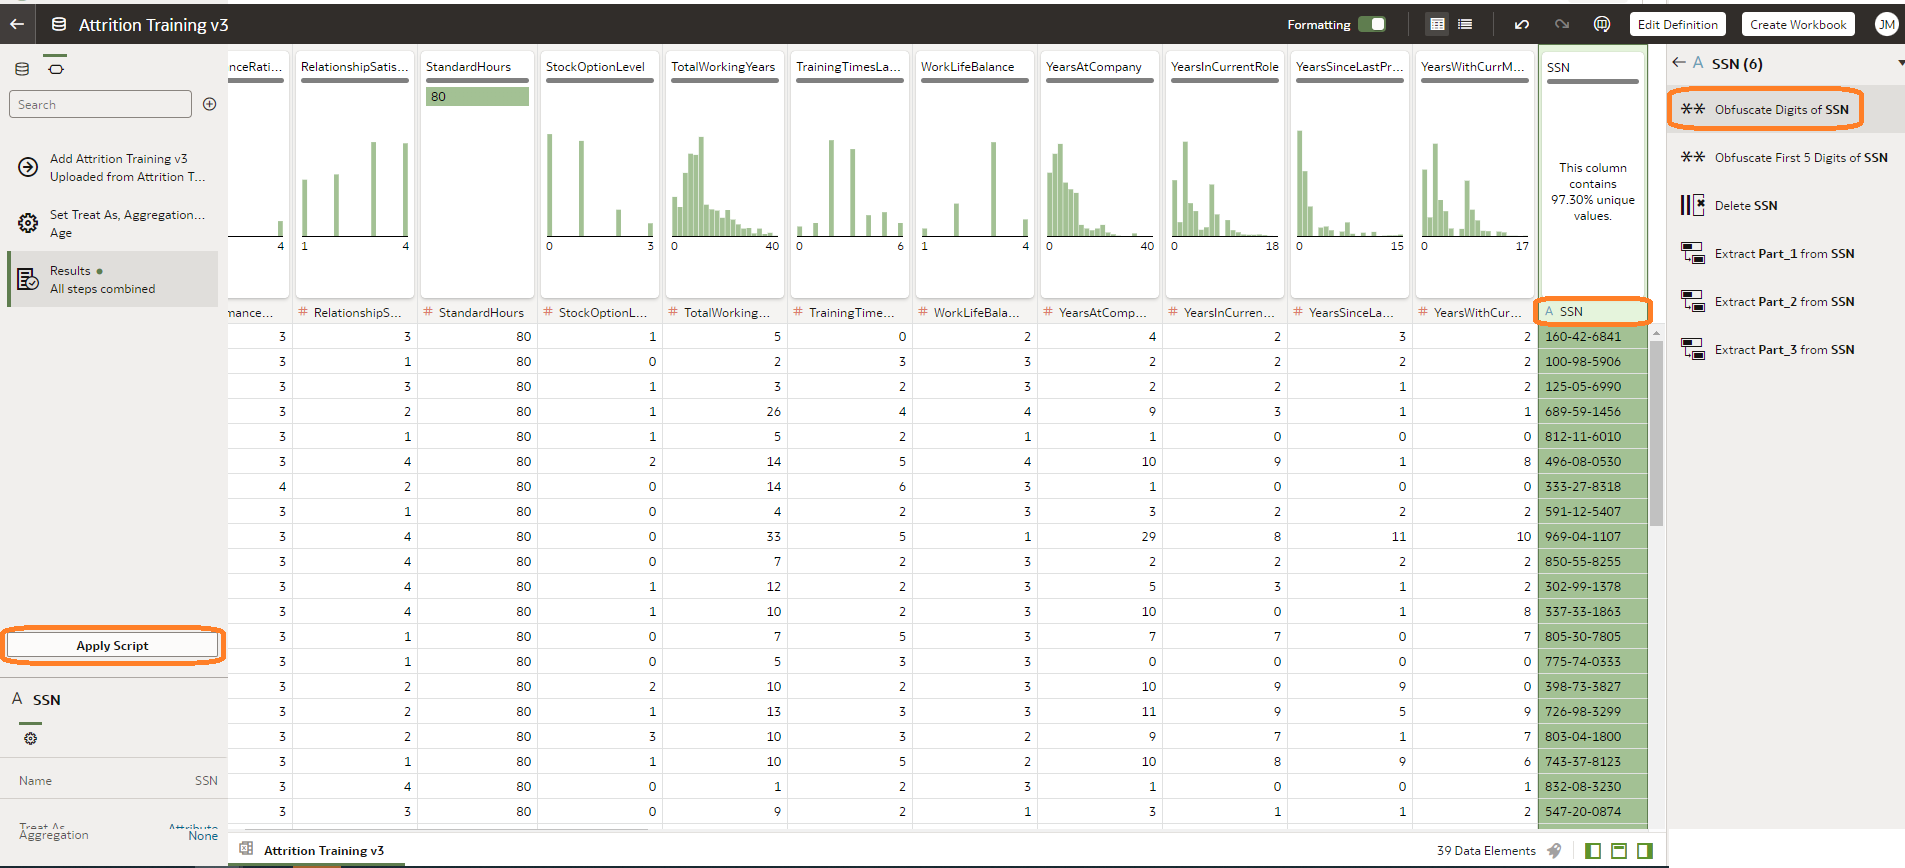 Attrition Training v3
Formatting
Edit Definition
Create Workbook
JM
Search
Add Attrition Training v3
Uploaded from Attrition T...
Set Treat As, Aggregation...
Age
Results
All steps combined
Apply Script
A SSN
Name SSN
Treat As Attribute
Aggregation None
enceRati... RelationshipSatis... StandardHours StockOptionLevel TotalWorkingYears TrainingTimesLa... WorkLifeBalance YearsAtCompany YearsInCurrentRole YearsSinceLastPr... YearsWithCurrM... SSN
80
This column
contains
97.30% unique
values.
4 1 4 0 3 0 40 0 6 1 4 0 40 0 18 0 15 0 17
mance... # RelationshipS... # StandardHours # StockOptionL... # TotalWorking... # TrainingTime... # WorkLifeBala... # YearsAtComp... # YearsInCurren... # YearsSinceLa... # YearsWithCur... A SSN
3 3 80 1 5 0 2 4 2 3 2 160-42-6841
3 1 80 0 2 3 3 2 2 2 2 100-98-5906
3 3 80 1 3 2 3 2 2 1 2 125-05-6990
3 2 80 1 26 4 4 9 3 1 1 689-59-1456
3 1 80 1 5 2 1 1 0 0 0 812-11-6010
3 4 80 2 14 5 4 10 9 1 8 496-08-0530
4 2 80 0 14 6 3 1 0 0 0 333-27-8318
3 1 80 0 4 2 3 3 2 2 2 591-12-5407
3 4 80 0 33 5 1 29 8 11 10 969-04-1107
3 4 80 0 7 2 3 2 2 2 2 850-55-8255
3 4 80 1 12 2 3 5 3 1 2 302-99-1378
3 4 80 1 10 2 3 10 0 1 8 337-33-1863
3 1 80 0 7 5 3 7 7 0 7 805-30-7805
3 1 80 0 5 3 3 0 0 0 0 775-74-0333
3 2 80 2 10 2 3 10 9 9 0 398-73-3827
3 2 80 1 13 3 3 11 9 5 9 726-98-3299
3 2 80 3 10 3 2 9 7 1 7 803-04-1800
3 1 80 1 10 5 2 10 8 9 6 743-37-8123
3 4 80 0 1 2 3 1 0 0 1 832-08-3230
3 3 80 0 9 2 1 3 1 1 2 547-20-0874
Attrition Training v3
39 Data Elements
A SSN (6)
Obfuscate Digits of SSN
Obfuscate First 5 Digits of SSN
Delete SSN
Extract Part_1 from SSN
Extract Part_2 from SSN
Extract Part_3 from SSN